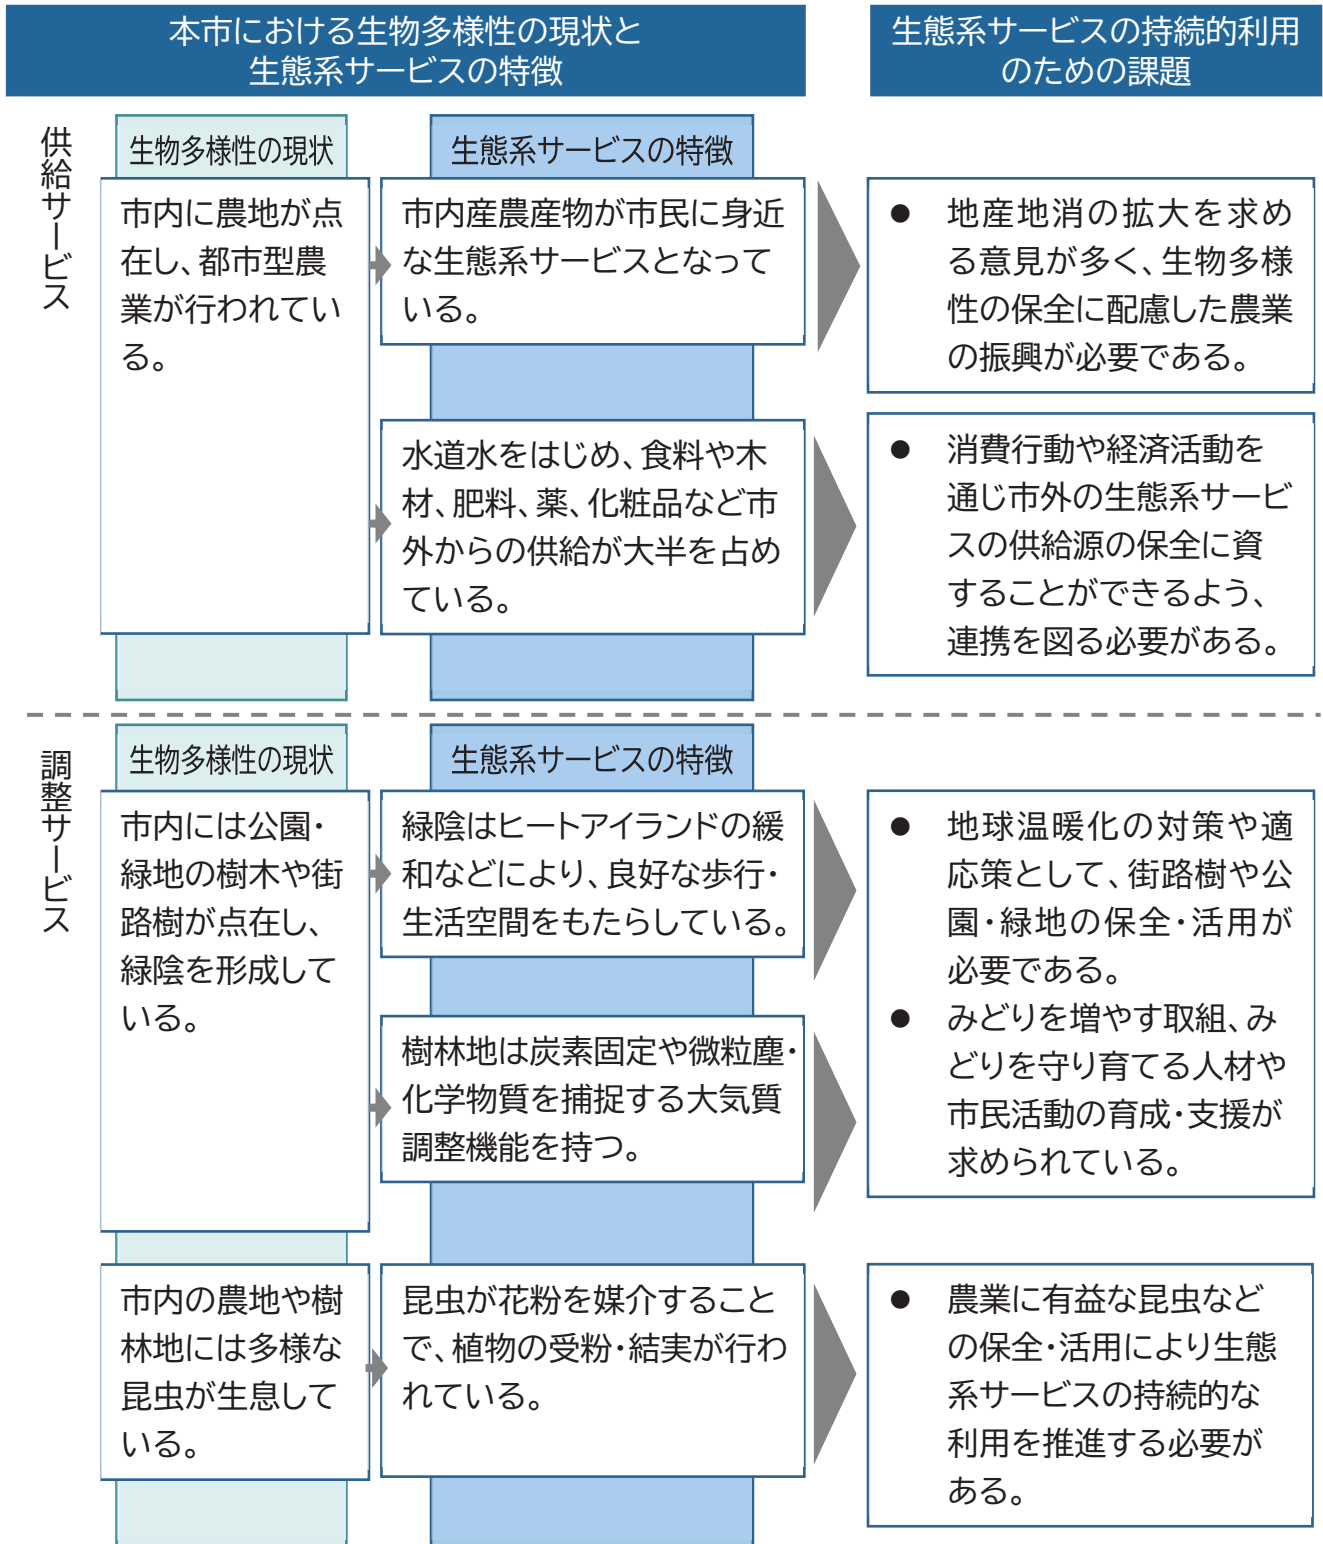 本市における生物多様性の現状と
生態系サービスの特徴
生態系サービスの持続的利用
のための課題
供給サービス
生物多様性の現状
生態系サービスの特徴
市内に農地が点
在し、都市型農
業が行われてい
る。
市内産農産物が市民に身近
な生態系サービスとなって
いる。
● 地産地消の拡大を求め
る意見が多く、生物多様
性の保全に配慮した農業
の振興が必要である。
水道水をはじめ、食料や木
材、肥料、薬、化粧品など市
外からの供給が大半を占め
ている。
● 消費行動や経済活動を
通じ市外の生態系サービ
スの供給源の保全に資
することができるよう、
連携を図る必要がある。
調整サービス
生物多様性の現状
生態系サービスの特徴
市内には公園・
緑地の樹木や街
路樹が点在し、
緑陰を形成して
いる。
緑陰はヒートアイランドの緩
和などにより、良好な歩行・
生活空間をもたらしている。
樹林地は炭素固定や微粒塵・
化学物質を捕捉する大気質
調整機能を持つ。
● 地球温暖化の対策や適
応策として、街路樹や公
園・緑地の保全・活用が
必要である。
● みどりを増やす取組、み
どりを守り育てる人材や
市民活動の育成・支援が
求められている。
市内の農地や樹
林地には多様な
昆虫が生息して
いる。
昆虫が花粉を媒介すること
で、植物の受粉・結実が行わ
れている。
● 農業に有益な昆虫など
の保全・活用により生態
系サービスの持続的な
利用を推進する必要が
ある。